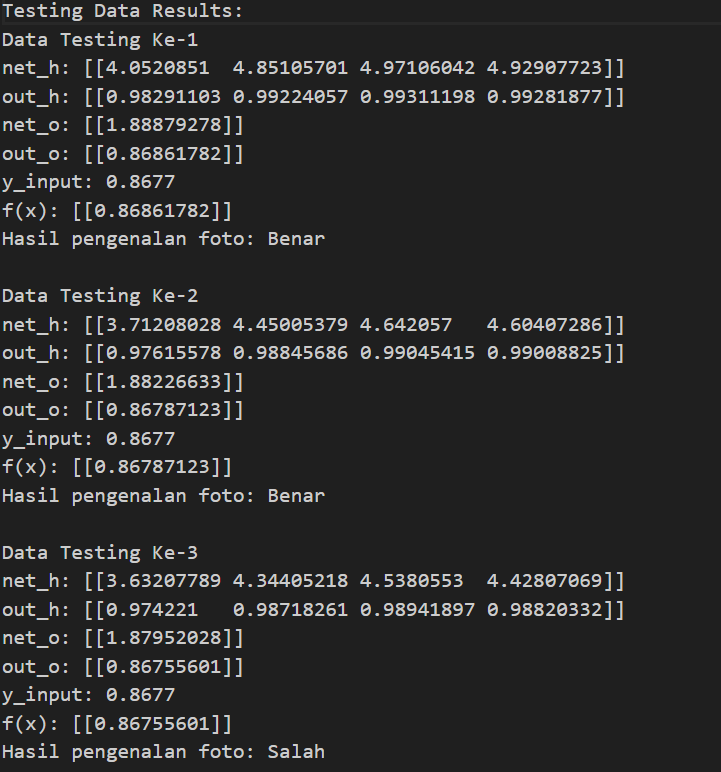 Testing Data Results:
Data Testing Ke-1
net_h: [[4.0520851  4.85105701 4.97106042 4.92907723]]
out_h: [[0.98291103 0.99224057 0.99311198 0.99281877]]
net_o: [[1.88879278]]
out_o: [[0.86861782]]
y_input: 0.8677
f(x): [[0.86861782]]
Hasil pengenalan foto: Benar

Data Testing Ke-2
net_h: [[3.71208028 4.45005379 4.642057   4.60407286]]
out_h: [[0.97615578 0.98845686 0.99045415 0.99008825]]
net_o: [[1.88226633]]
out_o: [[0.86787123]]
y_input: 0.8677
f(x): [[0.86787123]]
Hasil pengenalan foto: Benar

Data Testing Ke-3
net_h: [[3.63207789 4.34405218 4.5380553  4.42807069]]
out_h: [[0.974221   0.98718261 0.98941897 0.98820332]]
net_o: [[1.87952028]]
out_o: [[0.86755601]]
y_input: 0.8677
f(x): [[0.86755601]]
Hasil pengenalan foto: Salah